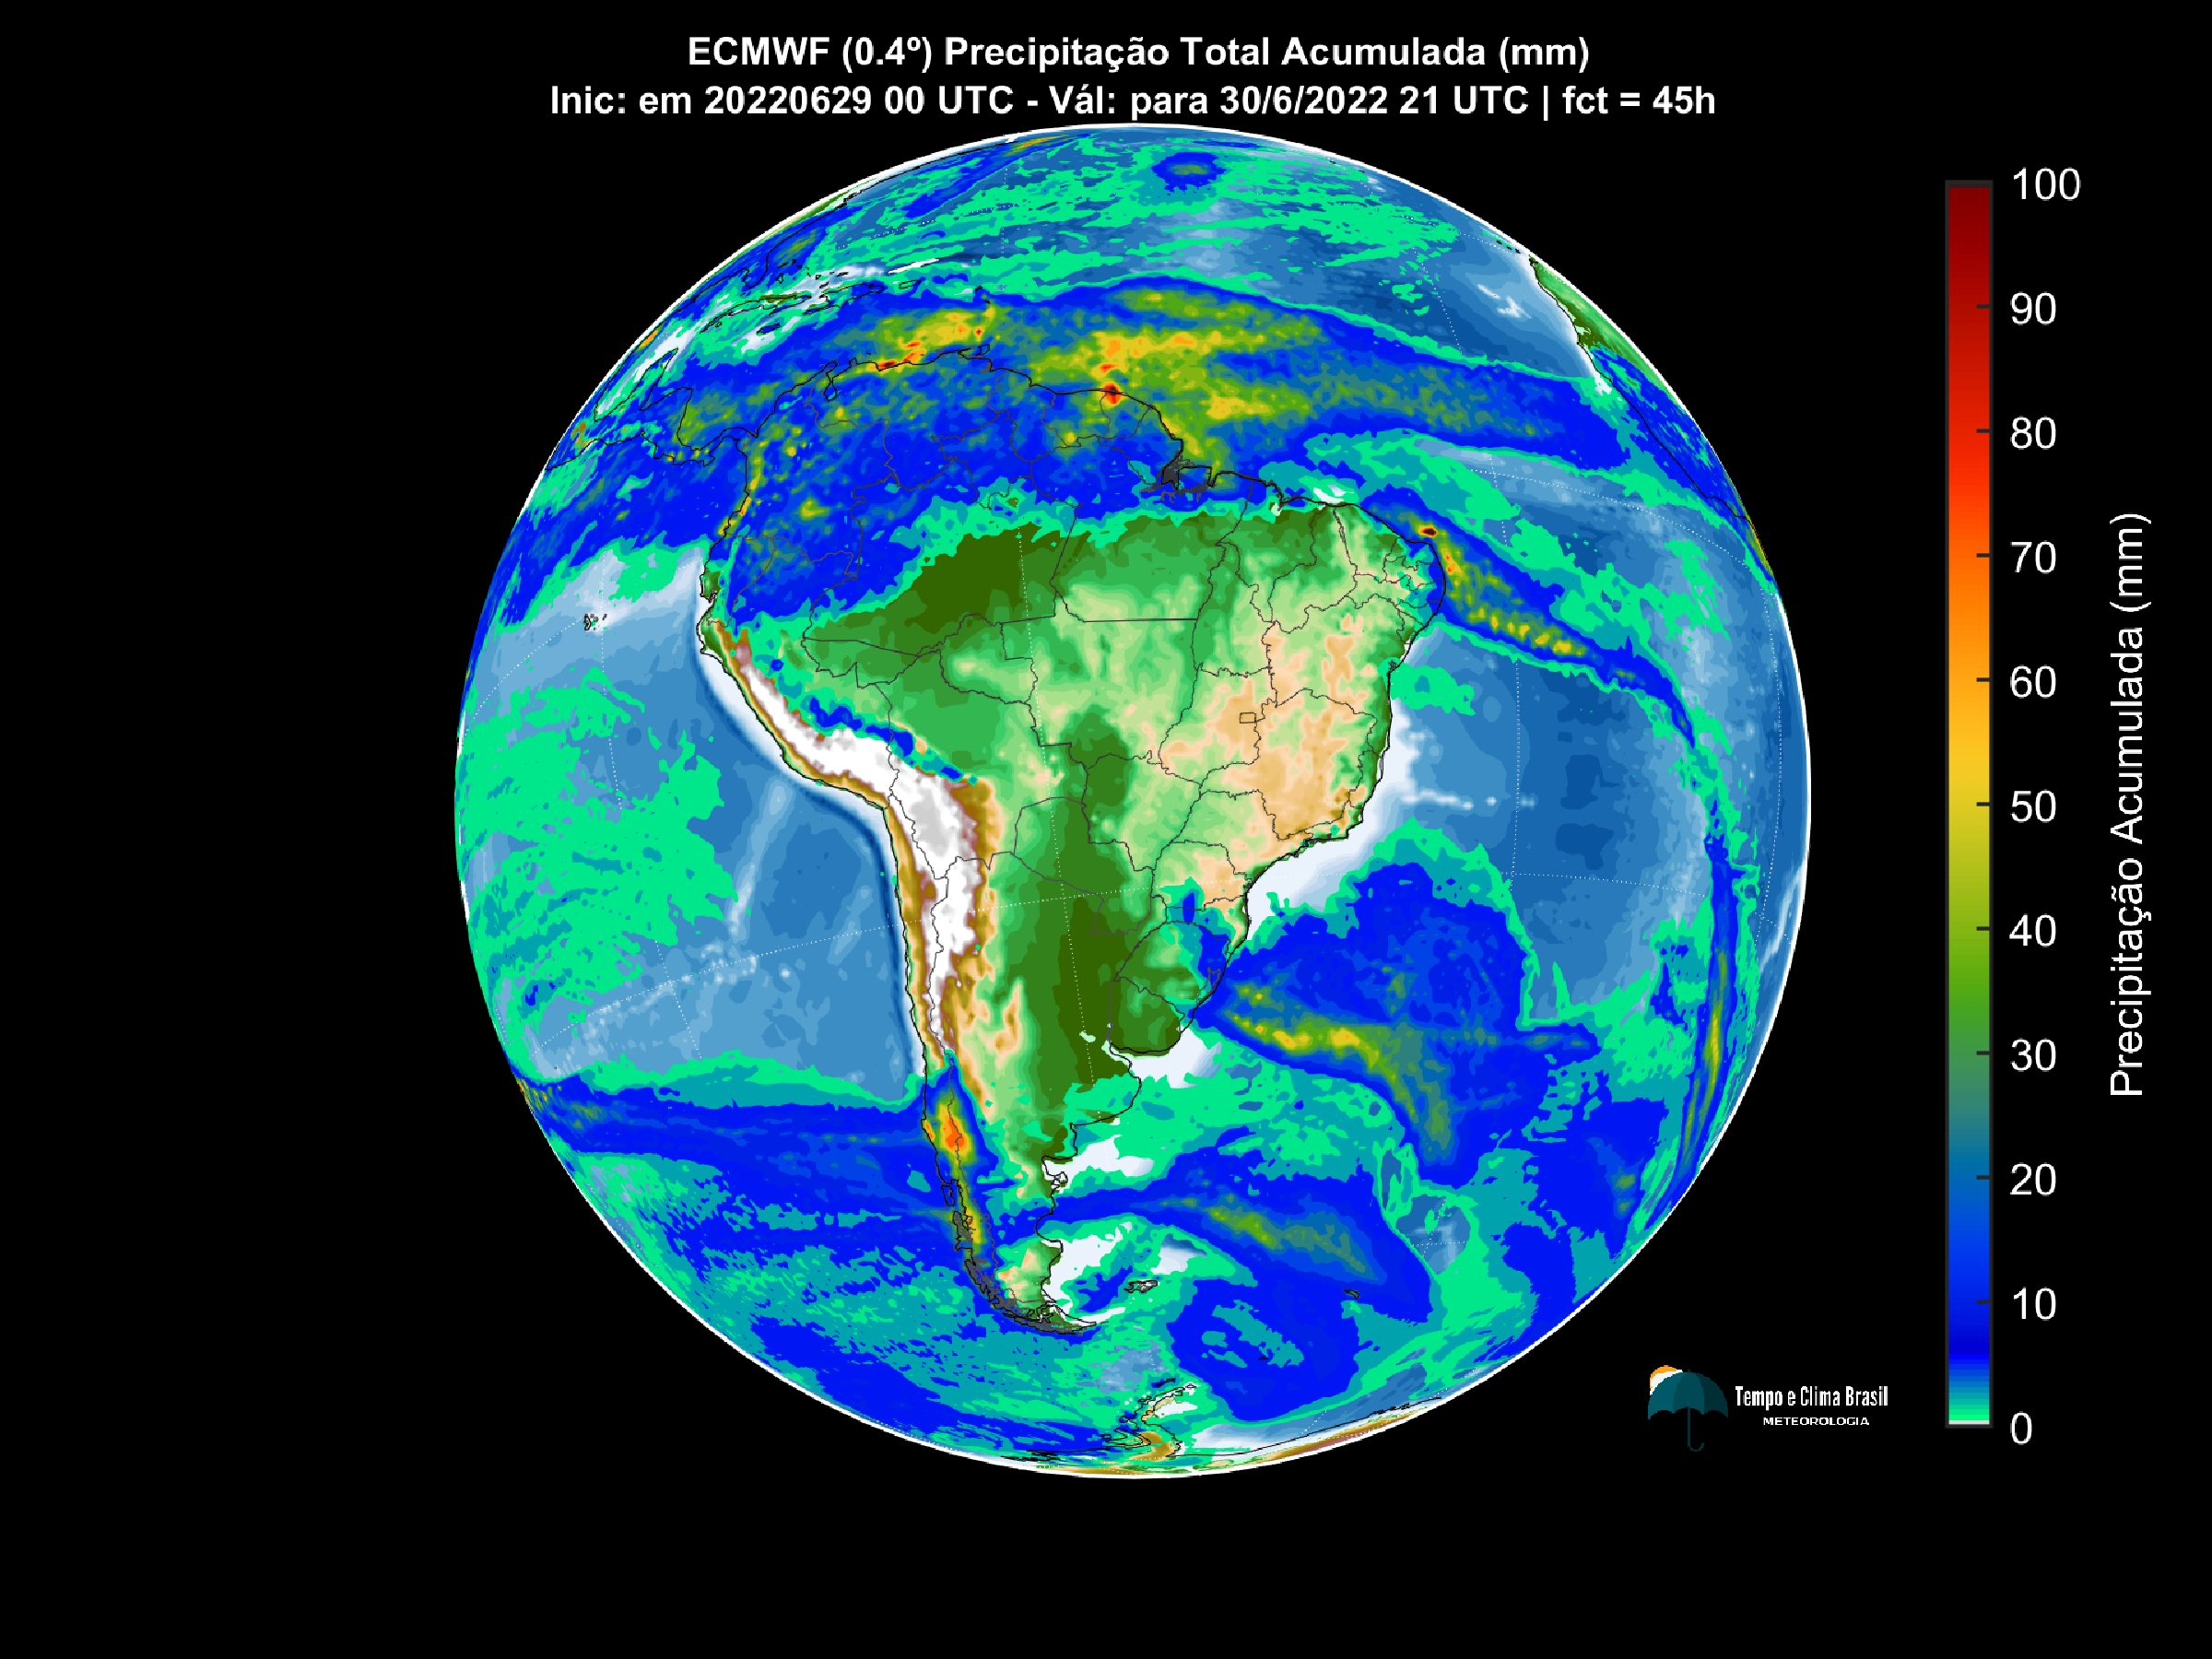 ECMWF (0.4º) Precipitação Total Acumulada (mm)
Inic: em 20220629 00 UTC - Vál: para 30/6/2022 21 UTC | fct = 45h
100
90
80
70
60
50
40
30
20
10
0
Precipitação Acumulada (mm)
Tempo e Clima Brasil
METEOROLOGIA